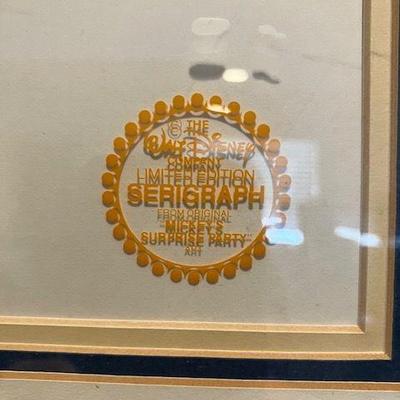 © THE
WALT DISNEY
COMPANY
LIMITED EDITION
SERIGRAPH
FROM ORIGINAL
"MICKEY'S
SURPRISE PARTY"
ART